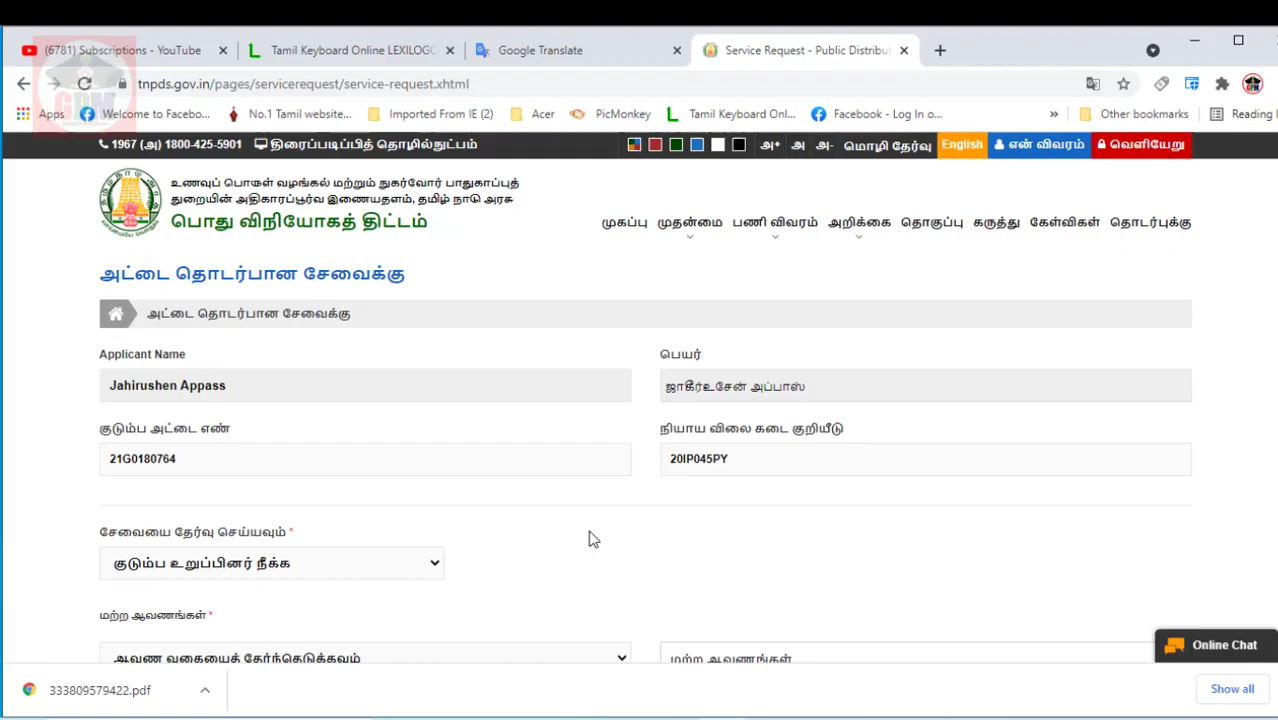 (6781) Subscriptions - YouTube
Tamil Keyboard Online LEXILOGO
Google Translate
Service Request - Public Distribu
tnpds.gov.in/pages/servicerequest/service-request.xhtml
GPM
Apps
Welcome to Facebo...
No.1 Tamil website...
Imported From IE (2)
Acer
PicMonkey
Tamil Keyboard Onl...
Facebook - Log In o...
»
Other bookmarks
Reading
1967 (அ) 1800-425-5901
திரைப்படிப்பித் தொழில்நுட்பம்
அ+ அ அ-
மொழி தேர்வு
English
என் விவரம்
வெளியேறு
உணவுப் பொருள் வழங்கல் மற்றும் நுகர்வோர் பாதுகாப்புத்
துறையின் அதிகாரப்பூர்வ இணையதளம், தமிழ் நாடு அரசு
பொது விநியோகத் திட்டம்
முகப்பு முதன்மை பணி விவரம் அறிக்கை தொகுப்பு கருத்து கேள்விகள் தொடர்புக்கு
அட்டை தொடர்பான சேவைக்கு
அட்டை தொடர்பான சேவைக்கு
Applicant Name
பெயர்
Jahirushen Appass
ஜாகீர்உசேன் அப்பாஸ்
குடும்ப அட்டை எண்
நியாய விலை கடை குறியீடு
21G0180764
20IP045PY
சேவையை தேர்வு செய்யவும் *
குடும்ப உறுப்பினர் நீக்க
மற்ற ஆவணங்கள் *
ஆவண வகையைத் தேர்ந்தெடுக்கவும்
மற்ற ஆவணங்கள்
Online Chat
333809579422.pdf
Show all